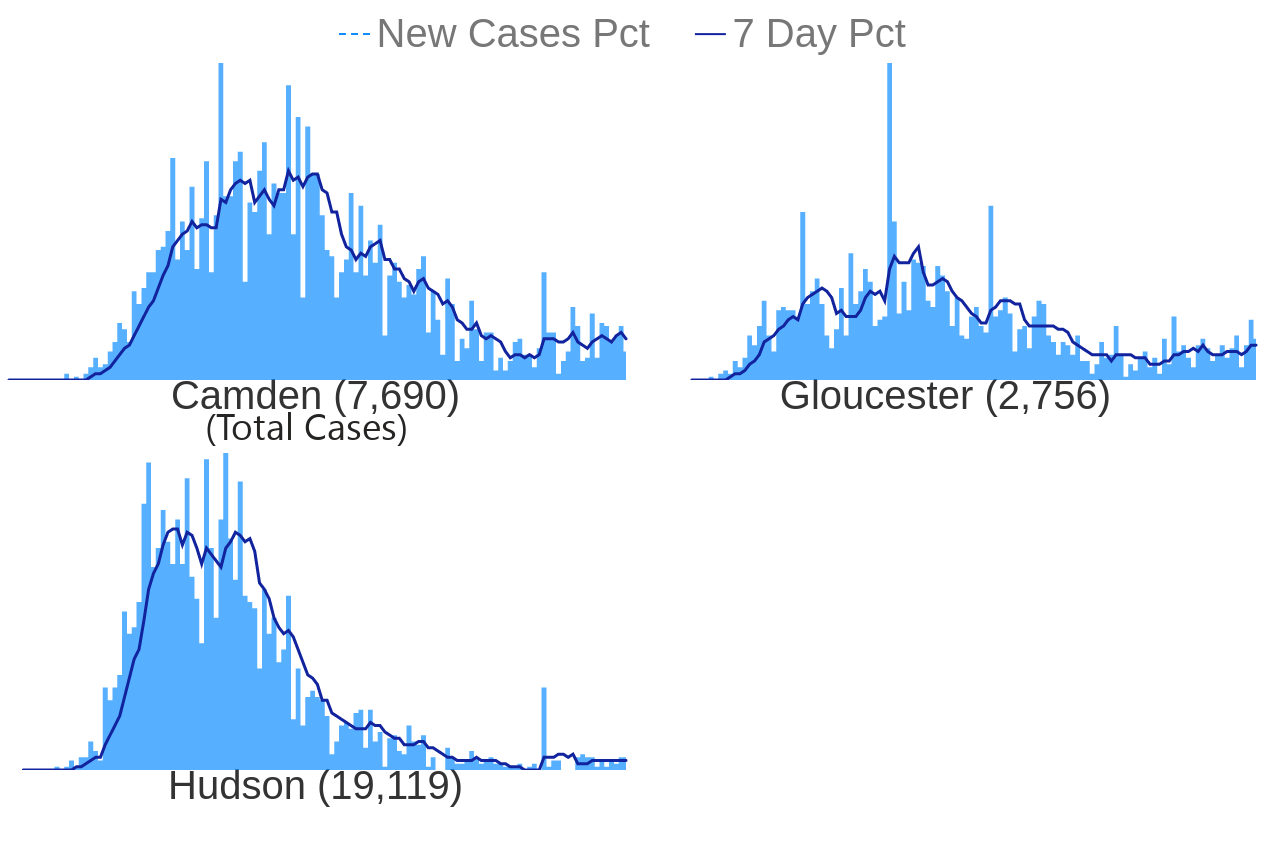 New Cases Pct 7 Day Pct
Camden (7,690) Gloucester (2,756)
(Total Cases)
Hudson (19,119)